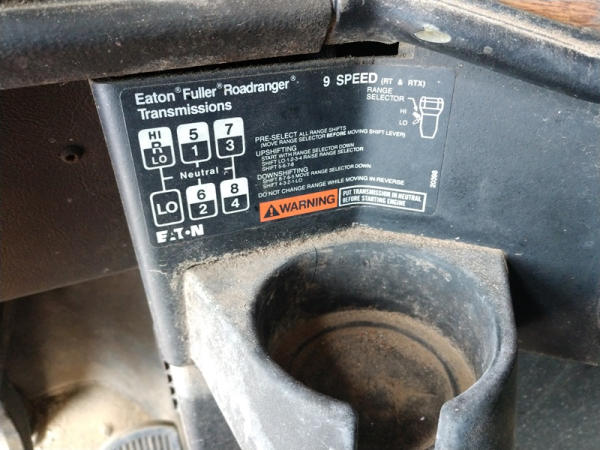 Eaton® Fuller® Roadranger®
Transmissions
9 SPEED (RT & RTX)
RANGE
SELECTOR
HI
LO
HI
R
LO
5
1
7
3
Neutral
LO
6
2
8
4
PRE-SELECT ALL RANGE SHIFTS
(MOVE RANGE SELECTOR BEFORE MOVING SHIFT LEVER)
UPSHIFTING
START WITH RANGE SELECTOR DOWN
SHIFT LO-1-2-3-4 RAISE RANGE SELECTOR
SHIFT 5-6-7-8
DOWNSHIFTING
SHIFT 8-7-6-5 MOVE RANGE SELECTOR DOWN
SHIFT 4-3-2-1-LO
DO NOT CHANGE RANGE WHILE MOVING IN REVERSE
WARNING
PUT TRANSMISSION IN NEUTRAL
BEFORE STARTING ENGINE
EATON